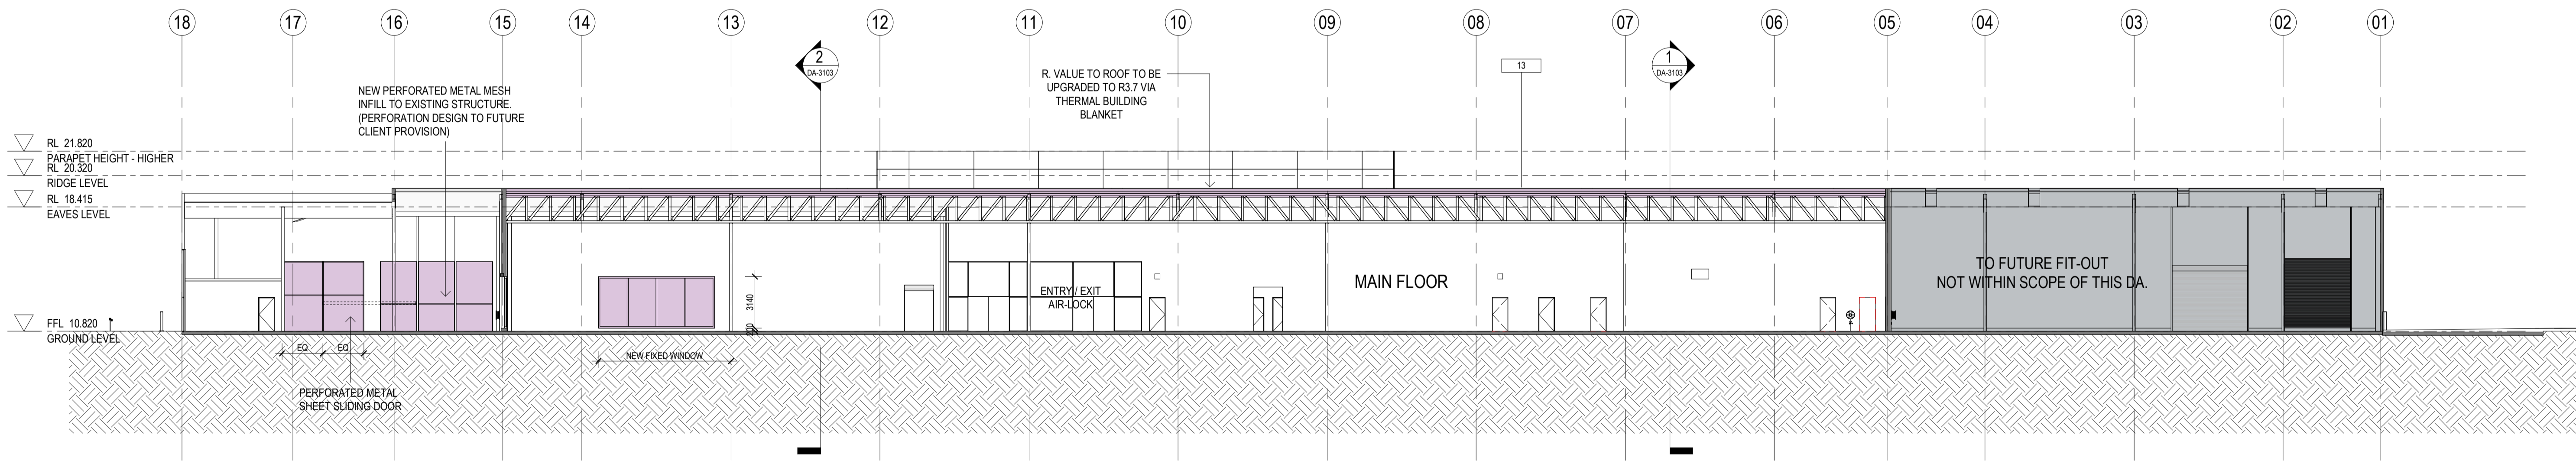 18
17
16
15
14
13
12
11
10
09
08
07
06
05
04
03
02
01
2
DA-3103
1
DA-3103
13
R. VALUE TO ROOF TO BE
UPGRADED TO R3.7 VIA
THERMAL BUILDING
BLANKET
NEW PERFORATED METAL MESH
INFILL TO EXISTING STRUCTURE.
(PERFORATION DESIGN TO FUTURE
CLIENT PROVISION)
RL 21.820
PARAPET HEIGHT - HIGHER
RL 20.320
RIDGE LEVEL
RL 18.415
EAVES LEVEL
FFL 10.820
GROUND LEVEL
ENTRY / EXIT
AIR-LOCK
MAIN FLOOR
TO FUTURE FIT-OUT
NOT WITHIN SCOPE OF THIS DA.
3140
EQ
EQ
NEW FIXED WINDOW
PERFORATED METAL
SHEET SLIDING DOOR